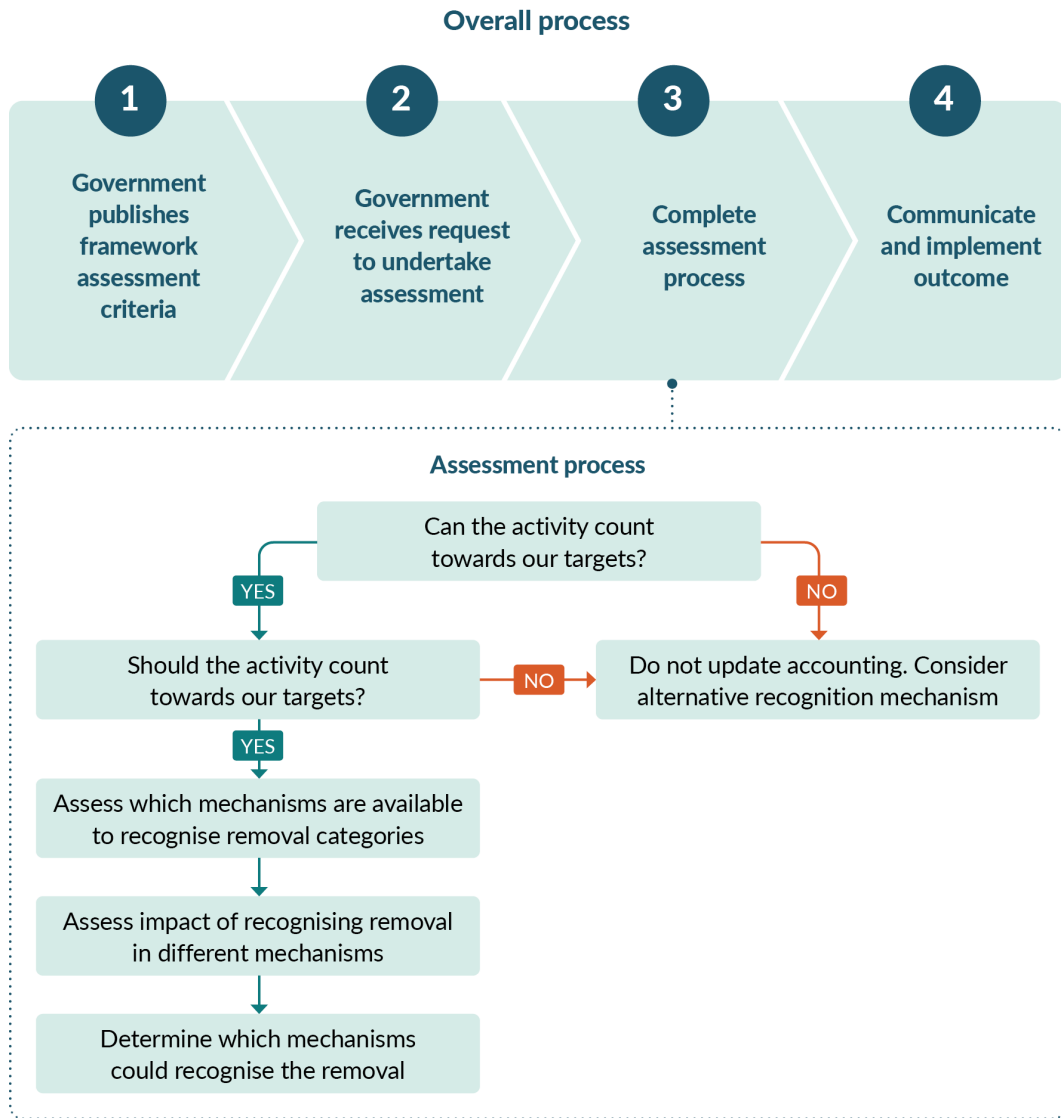 Overall process
1
Government
publishes
framework
assessment
criteria
2
Government
receives request
to undertake
assessment
3
Complete
assessment
process
4
Communicate
and implement
outcome
Assessment process
Can the activity count
towards our targets?
YES
NO
Should the activity count
towards our targets?
NO
Do not update accounting. Consider
alternative recognition mechanism
YES
Assess which mechanisms are available
to recognise removal categories
Assess impact of recognising removal
in different mechanisms
Determine which mechanisms
could recognise the removal